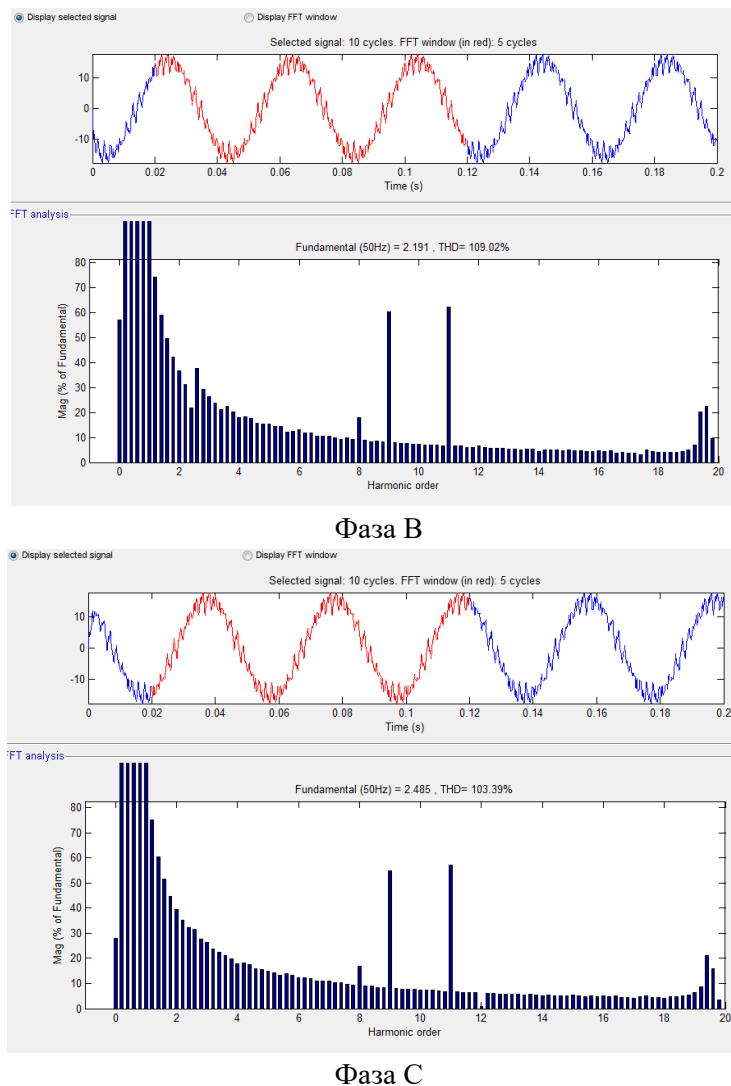 Display selected signal
Display FFT window
Selected signal: 10 cycles. FFT window (in red): 5 cycles
10
0
-10
0 0.02 0.04 0.06 0.08 0.1 0.12 0.14 0.16 0.18 0.2
Time (s)
FFT analysis
Fundamental (50Hz) = 2.191 , THD= 109.02%
80
70
60
50
40
30
20
10
0
Mag (% of Fundamental)
0 2 4 6 8 10 12 14 16 18 20
Harmonic order
Фаза В
Display selected signal
Display FFT window
Selected signal: 10 cycles. FFT window (in red): 5 cycles
10
0
-10
0 0.02 0.04 0.06 0.08 0.1 0.12 0.14 0.16 0.18 0.2
Time (s)
FFT analysis
Fundamental (50Hz) = 2.485 , THD= 103.39%
80
70
60
50
40
30
20
10
0
Mag (% of Fundamental)
0 2 4 6 8 10 12 14 16 18 20
Harmonic order
Фаза С